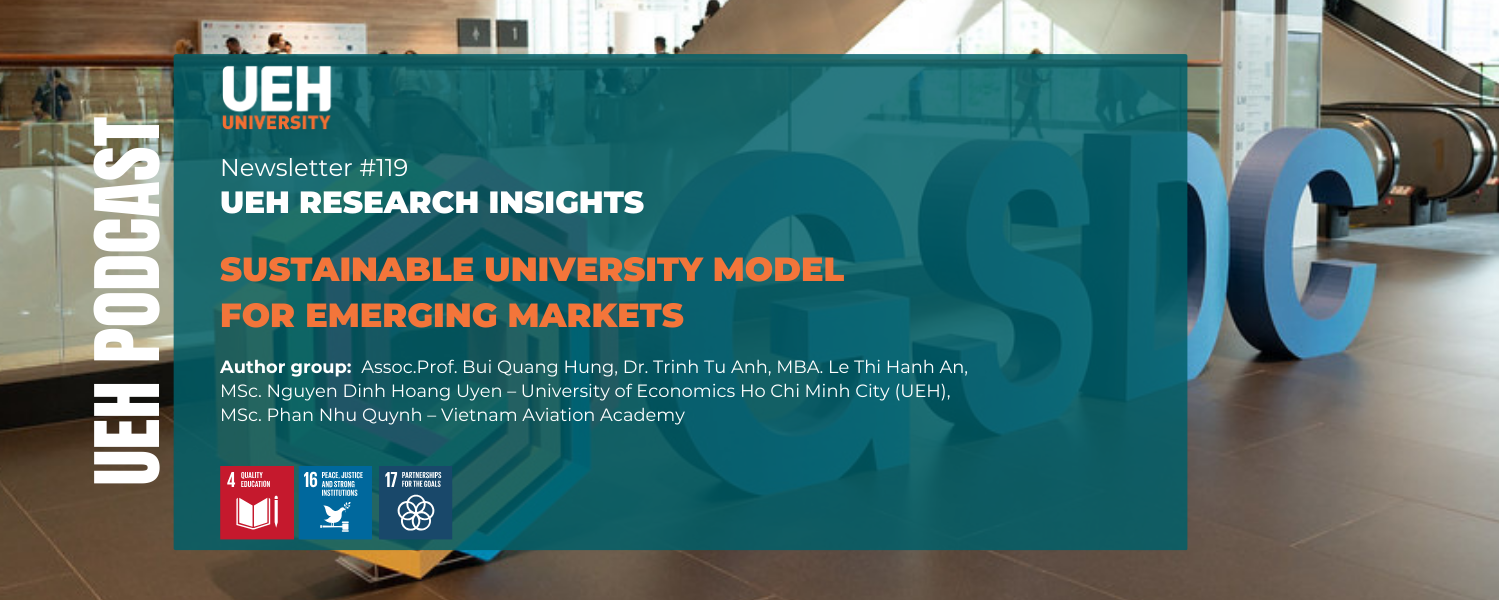 UEH PODCAST
UEH
UNIVERSITY
Newsletter #119
UEH RESEARCH INSIGHTS
SUSTAINABLE UNIVERSITY MODEL
FOR EMERGING MARKETS
Author group: Assoc.Prof. Bui Quang Hung, Dr. Trinh Tu Anh, MBA. Le Thi Hanh An,
MSc. Nguyen Dinh Hoang Uyen – University of Economics Ho Chi Minh City (UEH),
MSc. Phan Nhu Quynh – Vietnam Aviation Academy
4 QUALITY
EDUCATION
16 PEACE, JUSTICE
AND STRONG
INSTITUTIONS
17 PARTNERSHIPS
FOR THE GOALS
GSDC
1